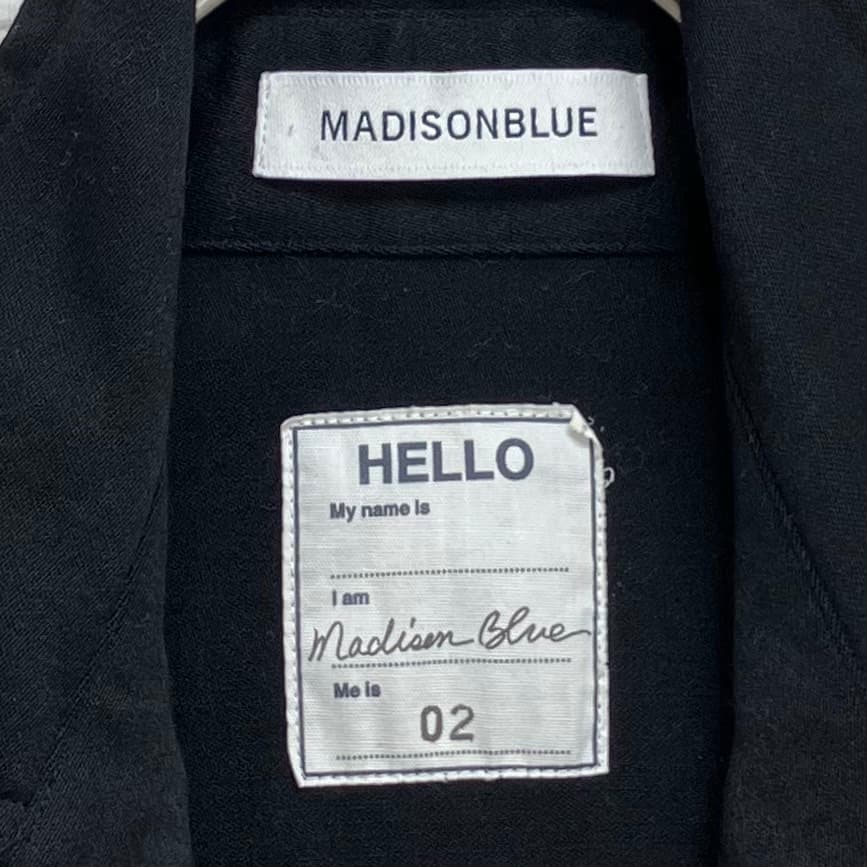 MADISONBLUE
HELLO
My name is
I am
Madison Blue
Me is
02